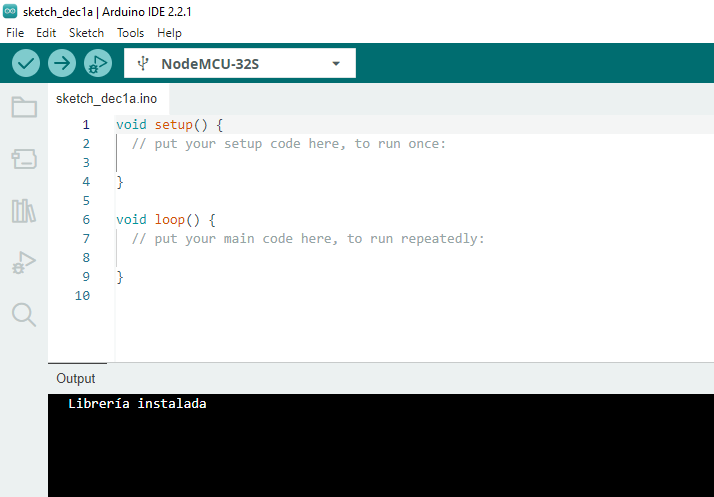 sketch_dec1a | Arduino IDE 2.2.1
File Edit Sketch Tools Help
NodeMCU-32S
sketch_dec1a.ino
1 void setup() {
2 // put your setup code here, to run once:
3
4 }
5
6 void loop() {
7 // put your main code here, to run repeatedly:
8
9 }
10
Output
Librería instalada